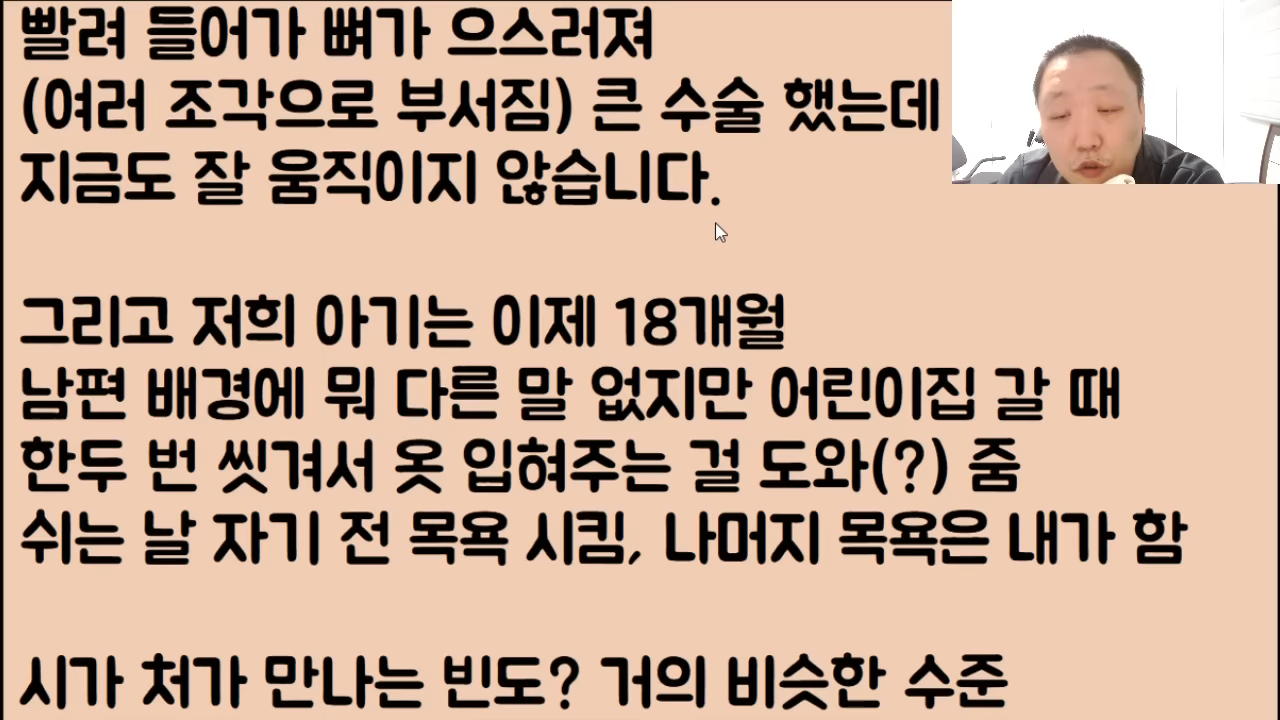 빨려 들어가 뼈가 으스러져
(여러 조각으로 부서짐) 큰 수술 했는데
지금도 잘 움직이지 않습니다.
그리고 저희 아기는 이제 18개월
남편 배경에 뭐 다른 말 없지만 어린이집 갈 때
한두 번 씻겨서 옷 입혀주는 걸 도와(?) 줌
쉬는 날 자기 전 목욕 시킴, 나머지 목욕은 내가 함
시가 처가 만나는 빈도? 거의 비슷한 수준